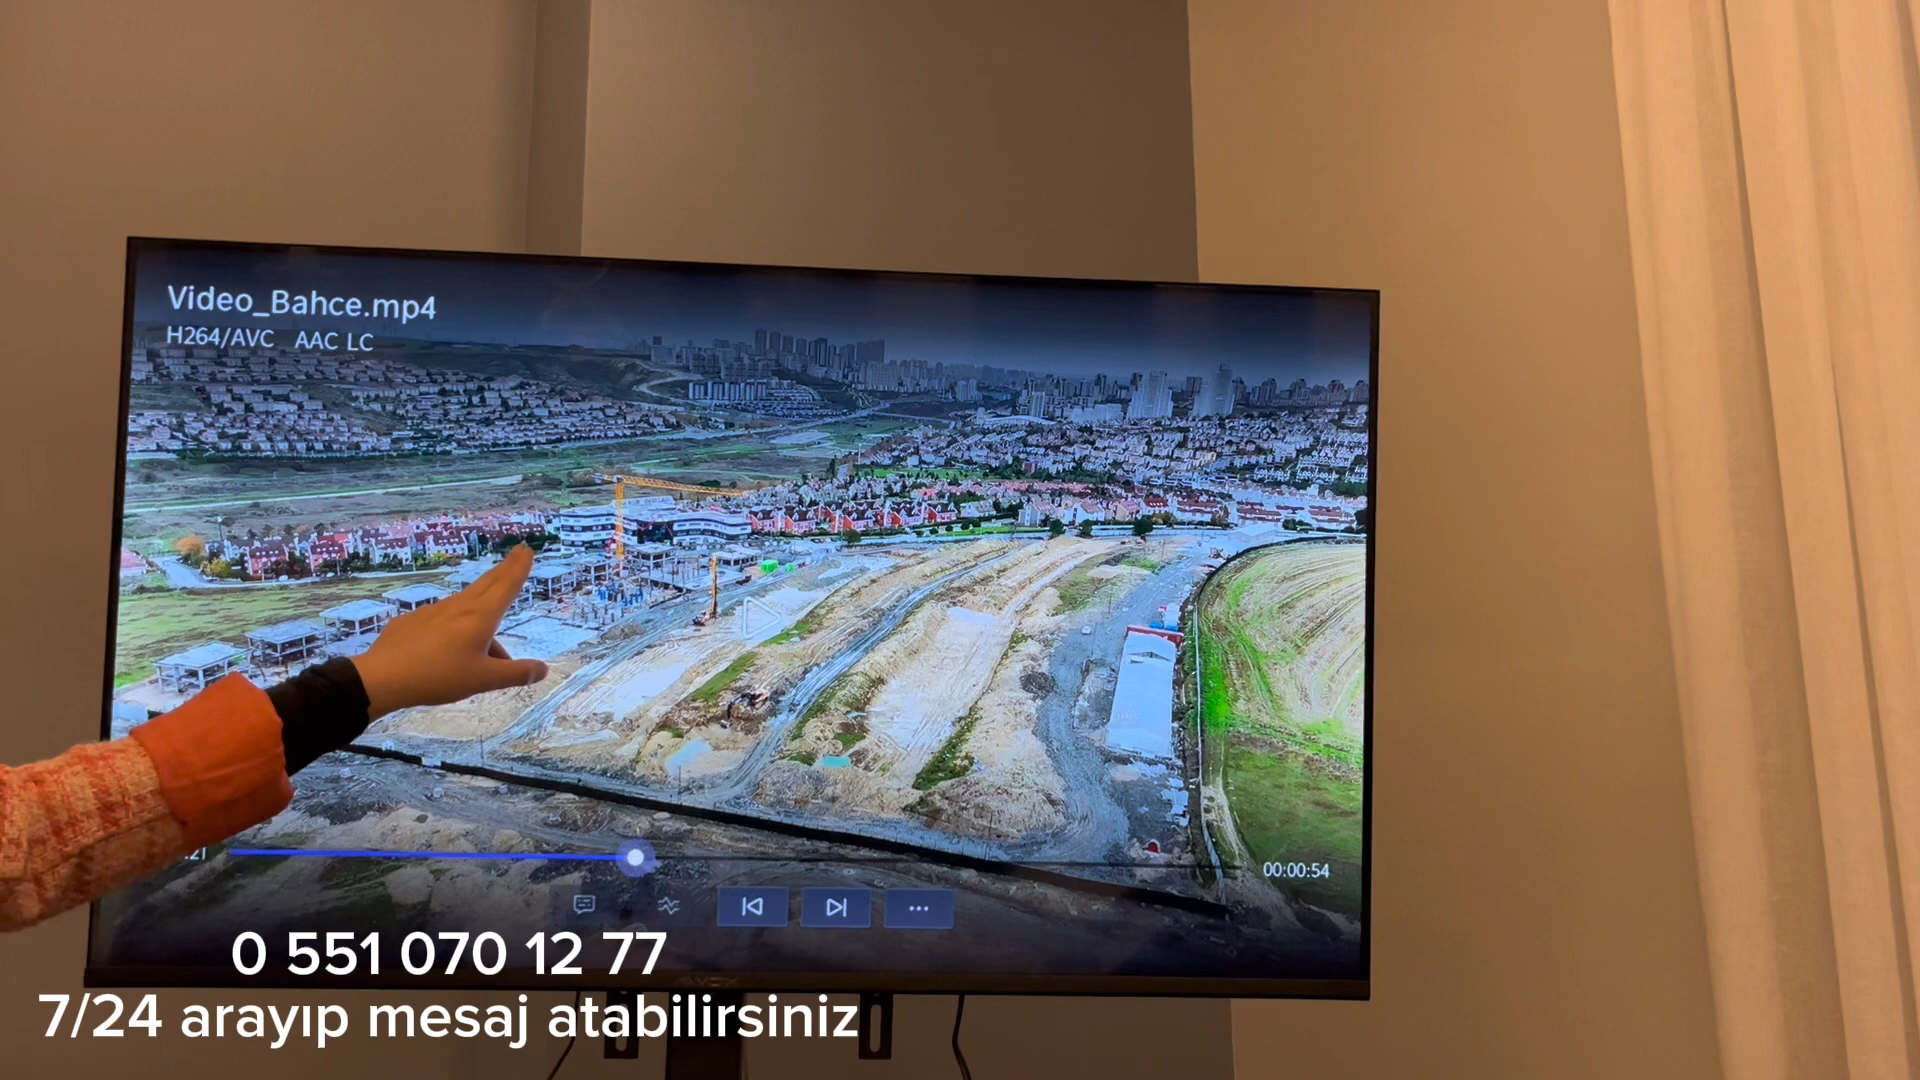 Video_Bahce.mp4
H264/AVC AAC LC
:21
00:00:54
0 551 070 12 77
7/24 arayıp mesaj atabilirsiniz